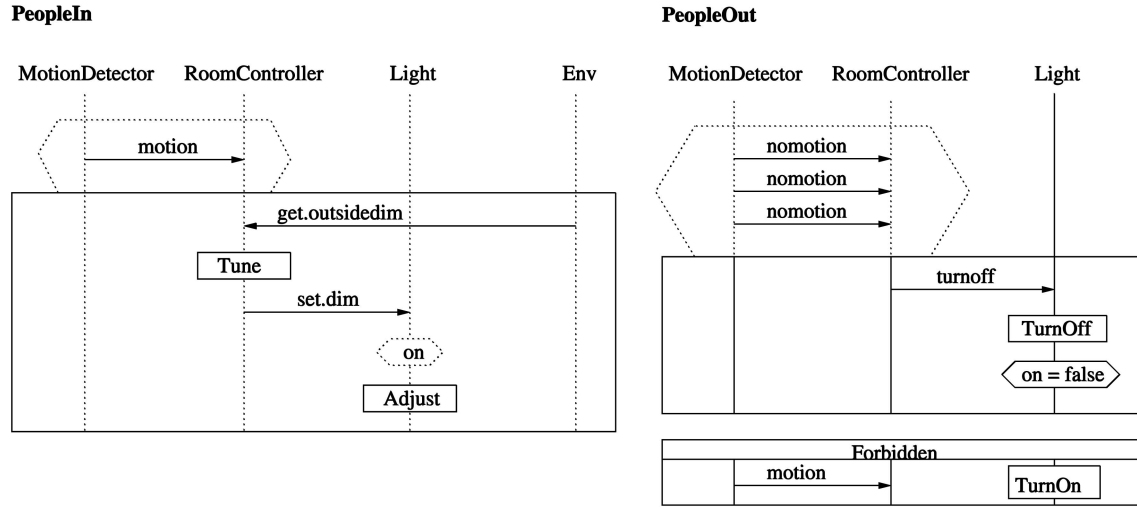 PeopleIn
MotionDetector RoomController Light Env
motion
get.outsidedim
Tune
set.dim
on
Adjust
PeopleOut
MotionDetector RoomController Light
nomotion
nomotion
nomotion
turnoff
TurnOff
on = false
Forbidden
motion
TurnOn